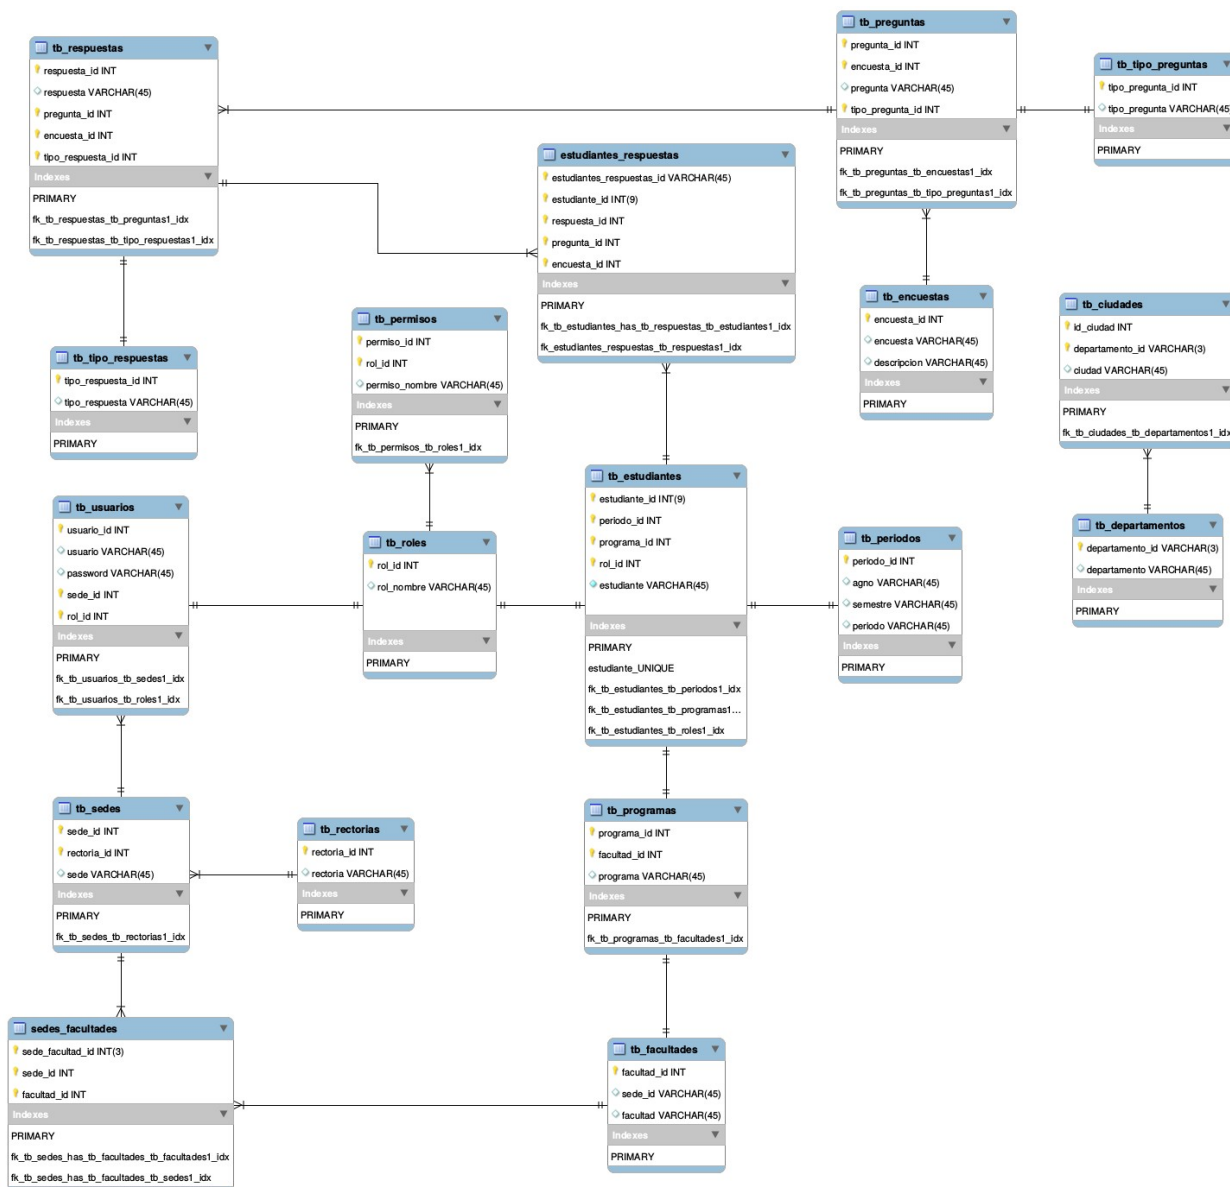 tb_respuestas
respuesta_id INT
respuesta VARCHAR(45)
pregunta_id INT
encuesta_id INT
tipo_respuesta_id INT
Indexes
PRIMARY
fk_tb_respuestas_tb_preguntas1_idx
fk_tb_respuestas_tb_tipo_respuestas1_idx
tb_preguntas
pregunta_id INT
encuesta_id INT
pregunta VARCHAR(45)
tipo_pregunta_id INT
Indexes
PRIMARY
fk_tb_preguntas_tb_encuestas1_idx
fk_tb_preguntas_tb_tipo_preguntas1_idx
tb_tipo_preguntas
tipo_pregunta_id INT
tipo_pregunta VARCHAR(45)
Indexes
PRIMARY
estudiantes_respuestas
estudiantes_respuestas_id VARCHAR(45)
estudiante_id INT(9)
respuesta_id INT
pregunta_id INT
encuesta_id INT
Indexes
PRIMARY
fk_tb_estudiantes_has_tb_respuestas_tb_estudiantes1_idx
fk_estudiantes_respuestas_tb_respuestas1_idx
tb_encuestas
encuesta_id INT
encuesta VARCHAR(45)
descripcion VARCHAR(45)
Indexes
PRIMARY
tb_ciudades
id_ciudad INT
departamento_id VARCHAR(3)
ciudad VARCHAR(45)
Indexes
PRIMARY
fk_tb_ciudades_tb_departamentos1_idx
tb_tipo_respuestas
tipo_respuesta_id INT
tipo_respuesta VARCHAR(45)
Indexes
PRIMARY
tb_permisos
permiso_id INT
rol_id INT
permiso_nombre VARCHAR(45)
Indexes
PRIMARY
fk_tb_permisos_tb_roles1_idx
tb_usuarios
usuario_id INT
usuario VARCHAR(45)
password VARCHAR(45)
sede_id INT
rol_id INT
Indexes
PRIMARY
fk_tb_usuarios_tb_sedes1_idx
fk_tb_usuarios_tb_roles1_idx
tb_roles
rol_id INT
rol_nombre VARCHAR(45)
Indexes
PRIMARY
tb_estudiantes
estudiante_id INT(9)
periodo_id INT
programa_id INT
rol_id INT
estudiante VARCHAR(45)
Indexes
PRIMARY
estudiante_UNIQUE
fk_tb_estudiantes_tb_periodos1_idx
fk_tb_estudiantes_tb_programas1...
fk_tb_estudiantes_tb_roles1_idx
tb_periodos
periodo_id INT
agno VARCHAR(45)
semestre VARCHAR(45)
periodo VARCHAR(45)
Indexes
PRIMARY
tb_departamentos
departamento_id VARCHAR(3)
departamento VARCHAR(45)
Indexes
PRIMARY
tb_sedes
sede_id INT
rectoria_id INT
sede VARCHAR(45)
Indexes
PRIMARY
fk_tb_sedes_tb_rectorias1_idx
tb_rectorias
rectoria_id INT
rectoria VARCHAR(45)
Indexes
PRIMARY
tb_programas
programa_id INT
facultad_id INT
programa VARCHAR(45)
Indexes
PRIMARY
fk_tb_programas_tb_facultades1_idx
sedes_facultades
sede_facultad_id INT(3)
sede_id INT
facultad_id INT
Indexes
PRIMARY
fk_tb_sedes_has_tb_facultades_tb_facultades1_idx
fk_tb_sedes_has_tb_facultades_tb_sedes1_idx
tb_facultades
facultad_id INT
sede_id VARCHAR(45)
facultad VARCHAR(45)
Indexes
PRIMARY